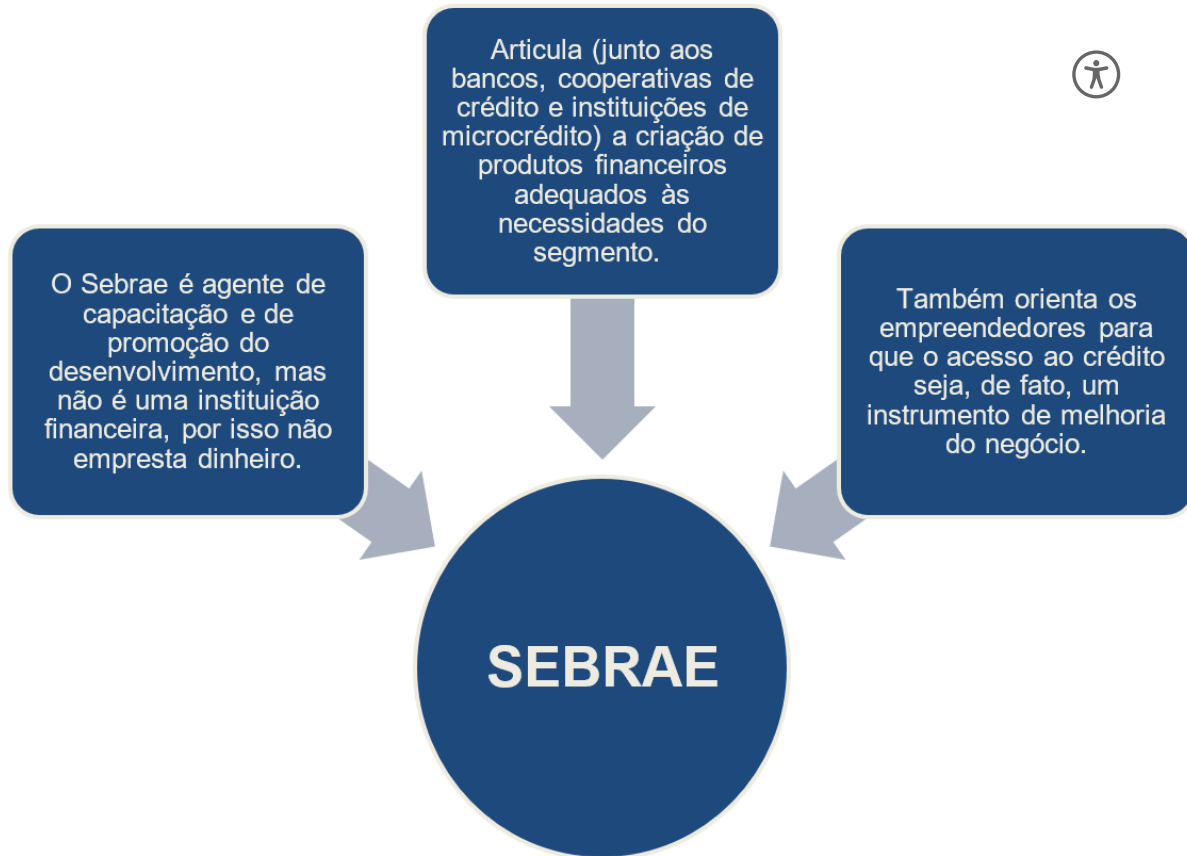 O Sebrae é agente de
capacitação e de
promoção do
desenvolvimento, mas
não é uma instituição
financeira, por isso não
empresta dinheiro.
Articula (junto aos
bancos, cooperativas de
crédito e instituições de
microcrédito) a criação de
produtos financeiros
adequados às
necessidades do
segmento.
Também orienta os
empreendedores para
que o acesso ao crédito
seja, de fato, um
instrumento de melhoria
do negócio.
SEBRAE